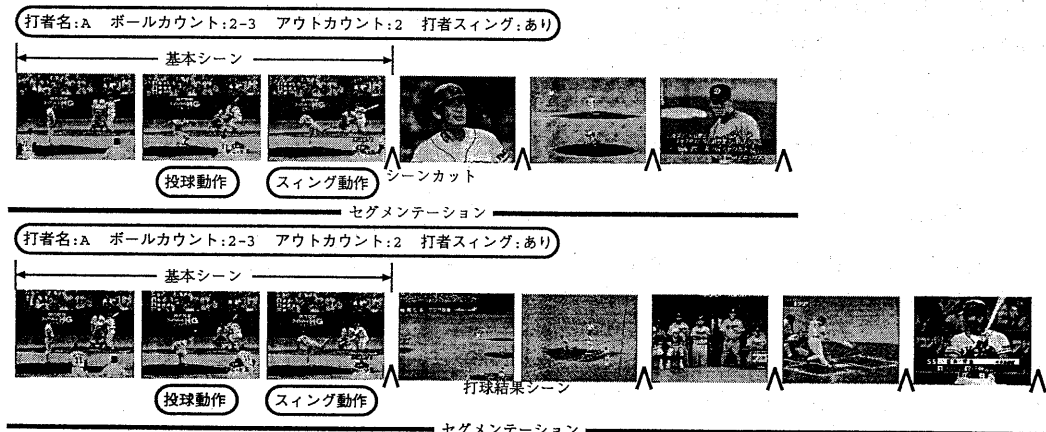 打者名:A ボールカウント:2-3 アウトカウント:2 打者スィング:あり
基本シーン
投球動作
スィング動作
シーンカット
セグメンテーション
打者名:A ボールカウント:2-3 アウトカウント:2 打者スィング:あり
基本シーン
打球結果シーン
投球動作
スィング動作
セグメンテーション